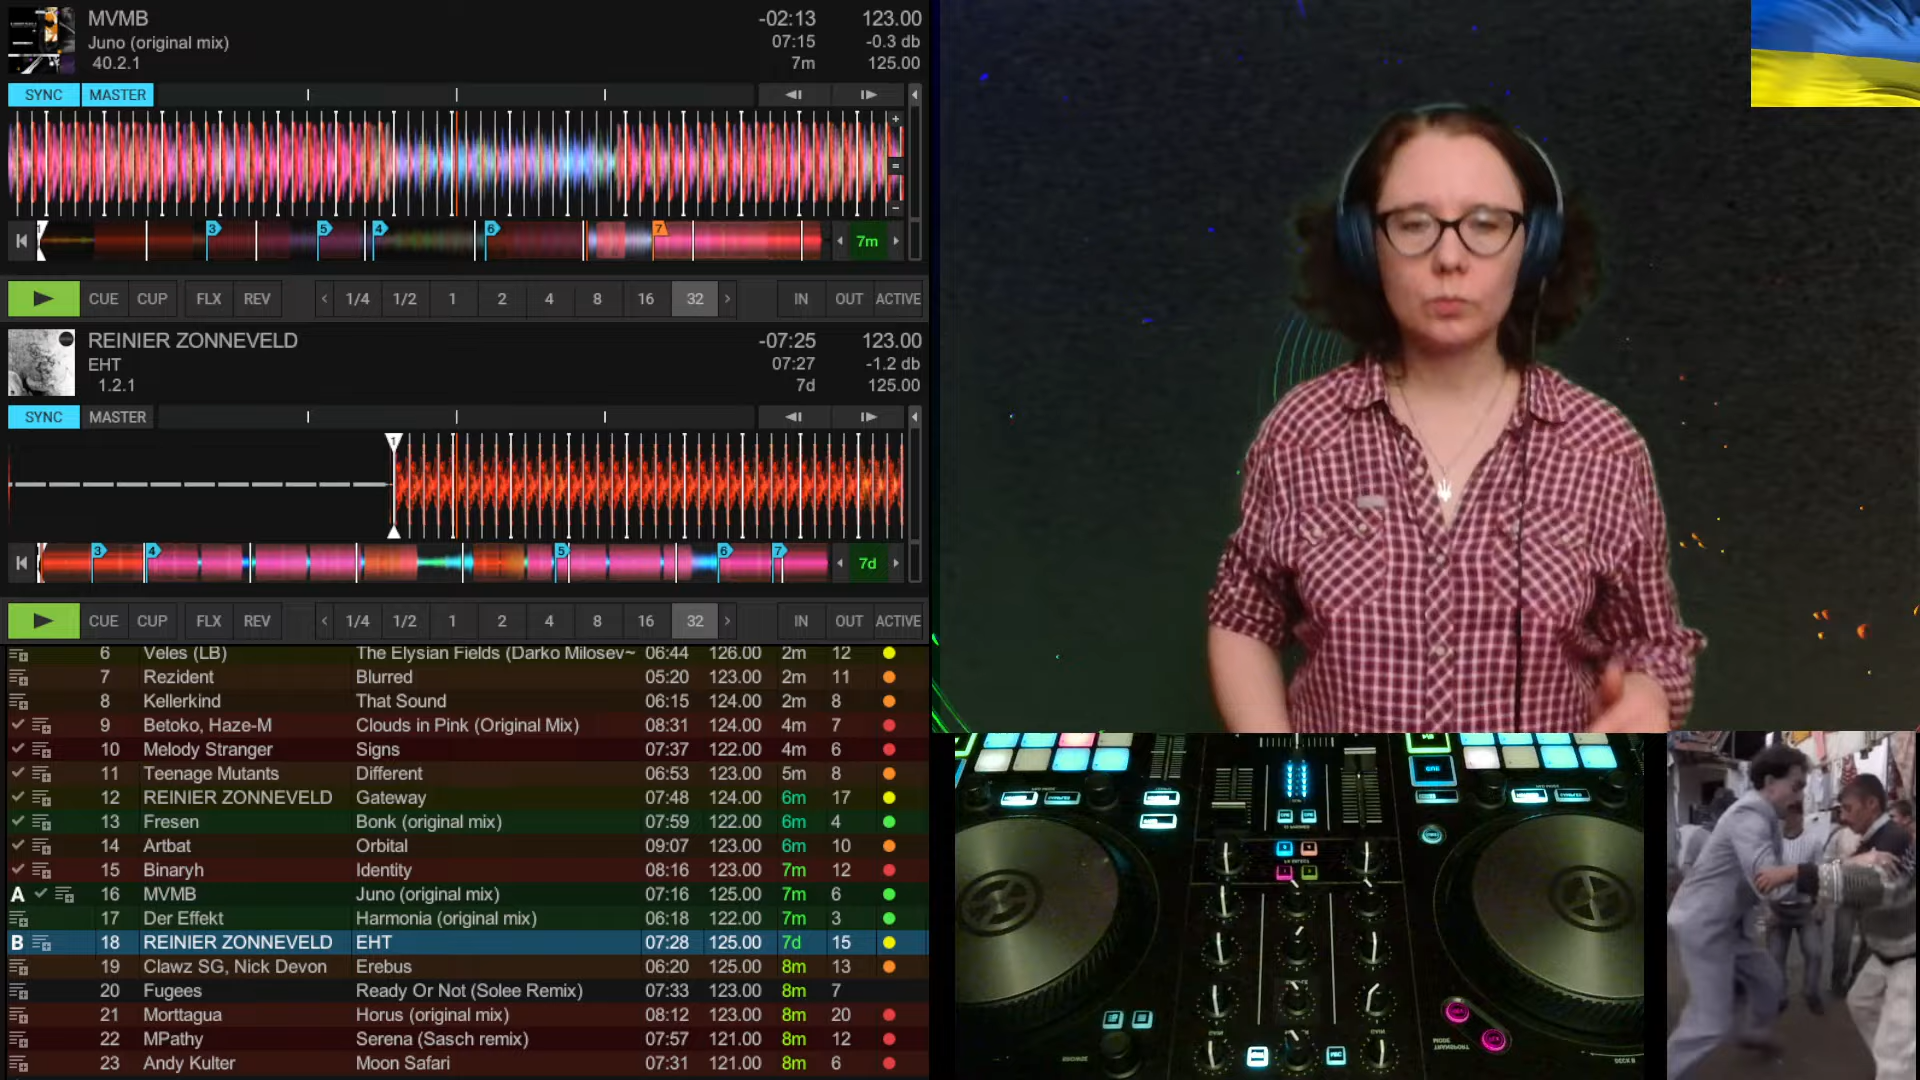 MVMB -02:13 123.00
Juno (original mix) 07:15 -0.3 db
40.2.1 7m 125.00
SYNC MASTER
3 5 4 6 7 7m
CUE CUP FLX REV 1/4 1/2 1 2 4 8 16 32 IN OUT ACTIVE
REINIER ZONNEVELD -07:25 123.00
EHT 07:27 -1.2 db
1.2.1 7d 125.00
SYNC MASTER
1
3 4 5 6 7 7d
CUE CUP FLX REV 1/4 1/2 1 2 4 8 16 32 IN OUT ACTIVE
6 Veles (LB) The Elysian Fields (Darko Milosev~ 06:44 126.00 2m 12
7 Rezident Blurred 05:20 123.00 2m 11
8 Kellerkind That Sound 06:15 124.00 2m 8
9 Betoko, Haze-M Clouds in Pink (Original Mix) 08:31 124.00 4m 7
10 Melody Stranger Signs 07:37 122.00 4m 6
11 Teenage Mutants Different 06:53 123.00 5m 8
12 REINIER ZONNEVELD Gateway 07:48 124.00 6m 17
13 Fresen Bonk (original mix) 07:59 122.00 6m 4
14 Artbat Orbital 09:07 123.00 6m 10
15 Binaryh Identity 08:16 123.00 7m 12
A 16 MVMB Juno (original mix) 07:16 125.00 7m 6
17 Der Effekt Harmonia (original mix) 06:18 122.00 7m 3
B 18 REINIER ZONNEVELD EHT 07:28 125.00 7d 15
19 Clawz SG, Nick Devon Erebus 06:20 125.00 8m 13
20 Fugees Ready Or Not (Solee Remix) 07:33 123.00 8m 7
21 Morttagua Horus (original mix) 08:12 123.00 8m 20
22 MPathy Serena (Sasch remix) 07:57 121.00 8m 12
23 Andy Kulter Moon Safari 07:31 121.00 8m 6